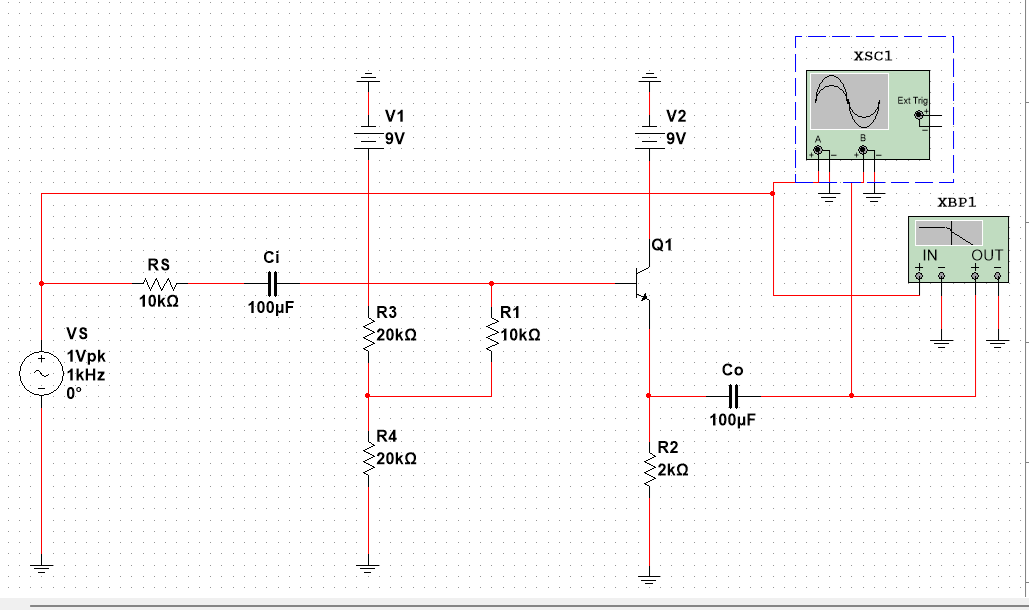 XSC1
Ext Trig
+
−
A
B
+
−
+
−
V1
9V
V2
9V
XBP1
IN
OUT
+
−
+
−
Q1
RS
10kΩ
Ci
100µF
R3
20kΩ
R1
10kΩ
VS
1Vpk
1kHz
0°
+
−
Co
100µF
R4
20kΩ
R2
2kΩ